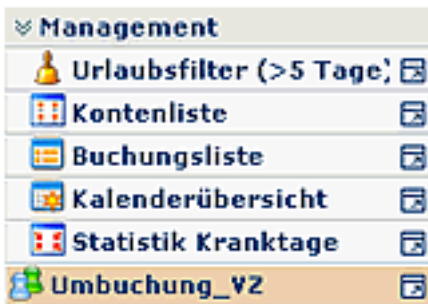 Management
Urlaubsfilter (>5 Tage)
Kontenliste
Buchungsliste
Kalenderübersicht
Statistik Kranktage
Umbuchung_V2